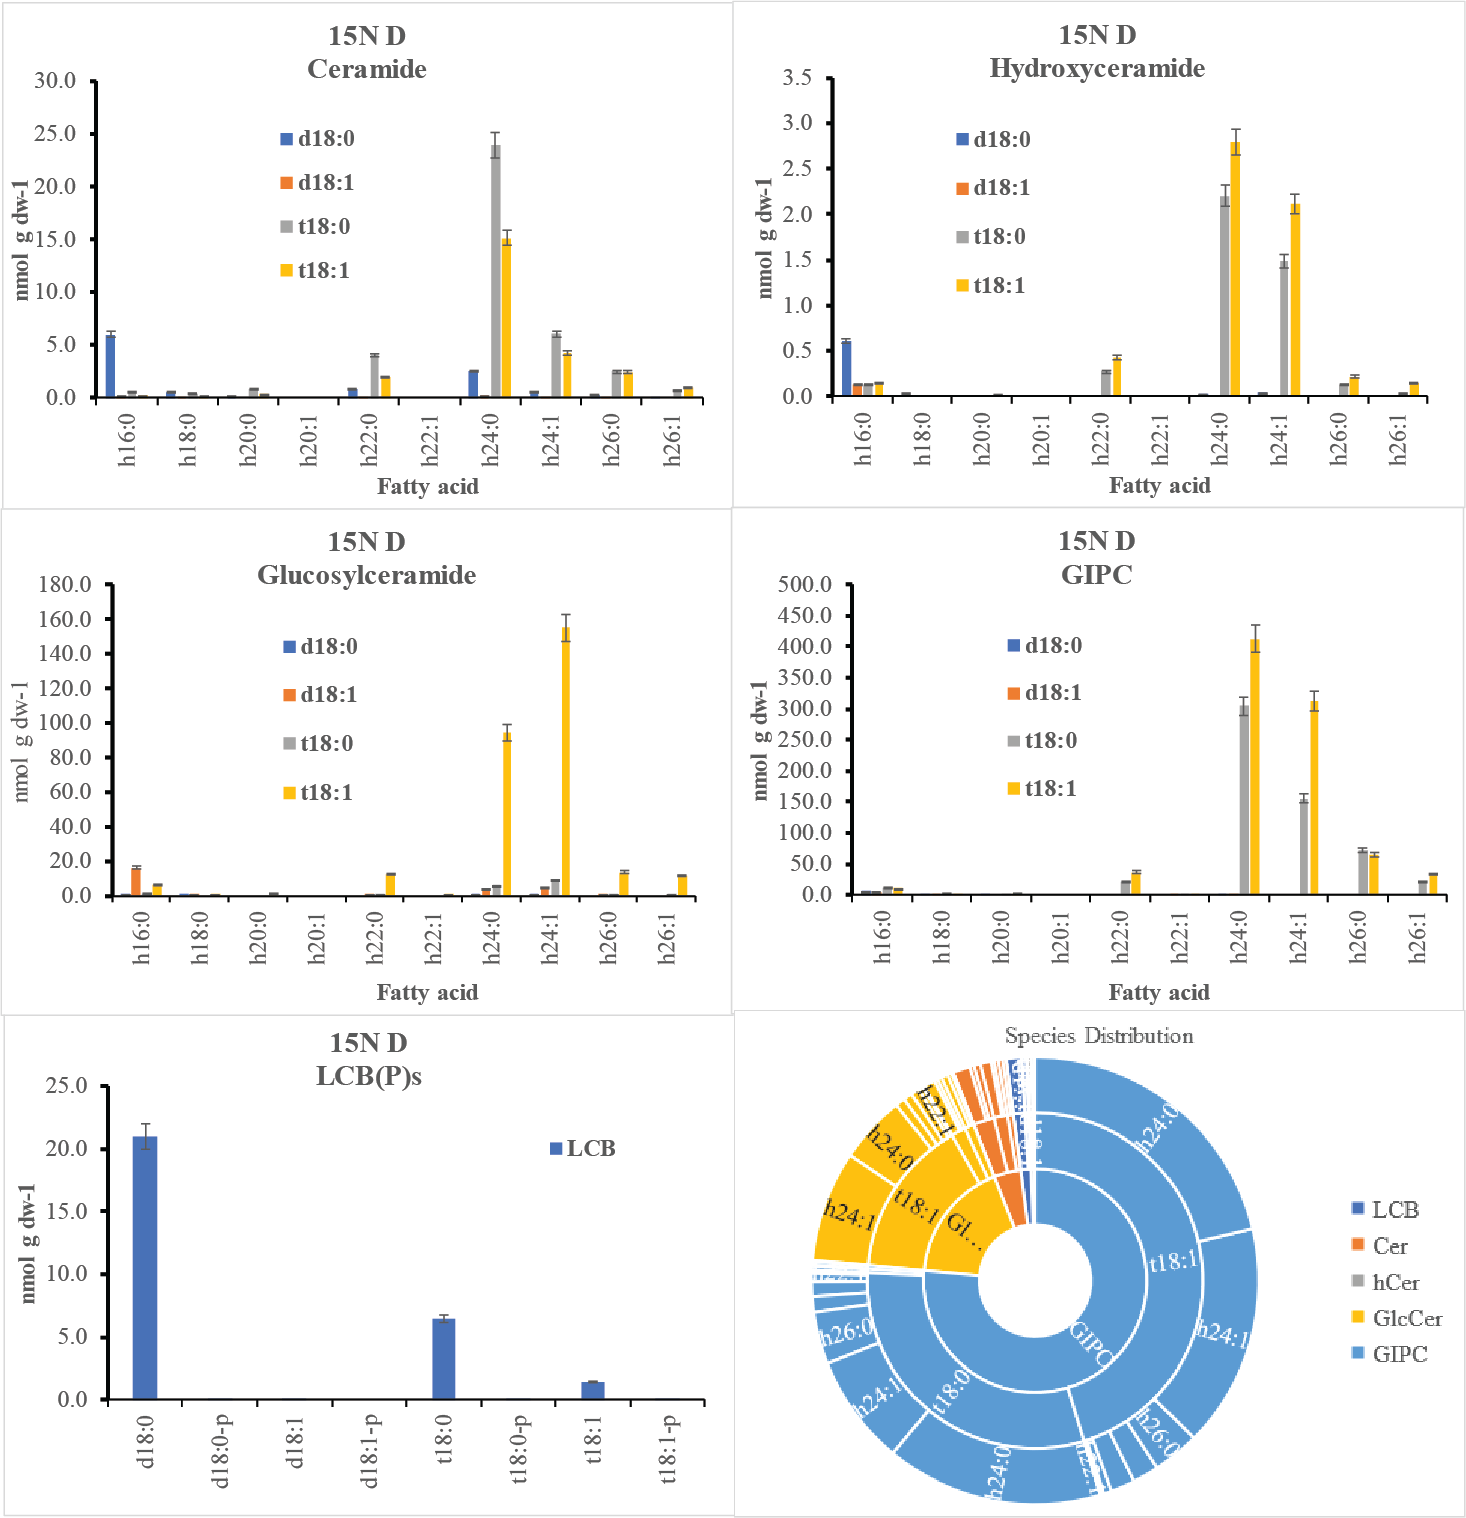 15N D
Ceramide
30.0
25.0
20.0
15.0
10.0
5.0
0.0
nmol g dw-1
d18:0
d18:1
t18:0
t18:1
h16:0
h18:0
h20:0
h20:1
h22:0
h22:1
h24:0
h24:1
h26:0
h26:1
Fatty acid
15N D
Hydroxyceramide
3.5
3.0
2.5
2.0
1.5
1.0
0.5
0.0
nmol g dw-1
d18:0
d18:1
t18:0
t18:1
h16:0
h18:0
h20:0
h20:1
h22:0
h22:1
h24:0
h24:1
h26:0
h26:1
Fatty acid
15N D
Glucosylceramide
180.0
160.0
140.0
120.0
100.0
80.0
60.0
40.0
20.0
0.0
nmol g dw-1
d18:0
d18:1
t18:0
t18:1
h16:0
h18:0
h20:0
h20:1
h22:0
h22:1
h24:0
h24:1
h26:0
h26:1
Fatty acid
15N D
GIPC
500.0
450.0
400.0
350.0
300.0
250.0
200.0
150.0
100.0
50.0
0.0
nmol g dw-1
d18:0
d18:1
t18:0
t18:1
h16:0
h18:0
h20:0
h20:1
h22:0
h22:1
h24:0
h24:1
h26:0
h26:1
Fatty acid
15N D
LCB(P)s
25.0
20.0
15.0
10.0
5.0
0.0
nmol g dw-1
LCB
d18:0
d18:0-p
d18:1
d18:1-p
t18:0
t18:0-p
t18:1
t18:1-p
Species Distribution
h24:0
t18:1
h24:1
GIPC
h26:0
h22:1
h24:0
t18:0
h24:1
h26:0
h24:1
t18:1
Gl...
h24:0
h22:1
LCB
Cer
hCer
GlcCer
GIPC